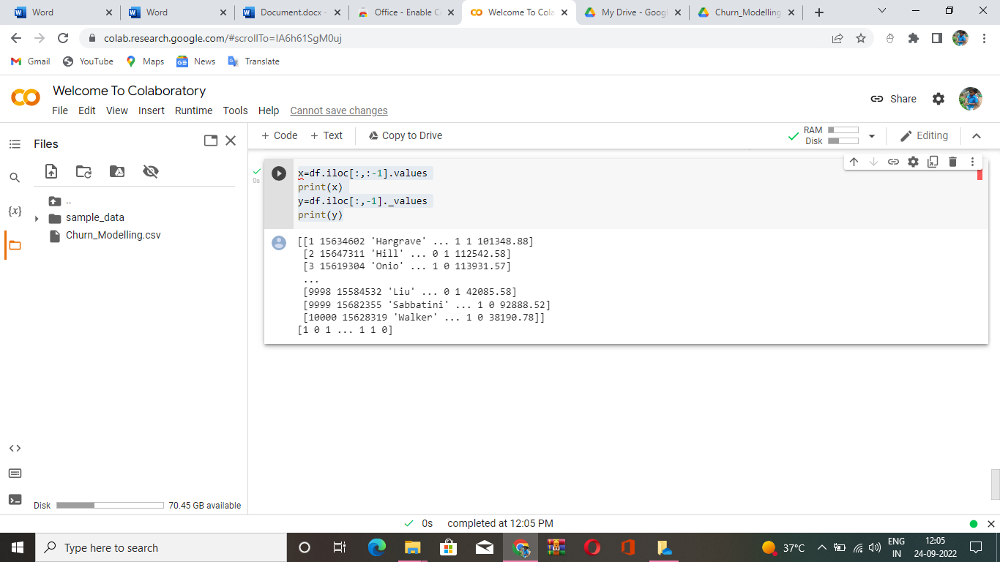 Word
Word
Document.docx -
Office - Enable C
Welcome To Cola
My Drive - Googl
Churn_Modelling
colab.research.google.com/#scrollTo=IA6h61SgM0uj
Gmail
YouTube
Maps
News
Translate
Welcome To Colaboratory
File Edit View Insert Runtime Tools Help Cannot save changes
Share
Files
+ Code + Text
Copy to Drive
RAM
Disk
Editing
..
sample_data
Churn_Modelling.csv
{x}
0s
x=df.iloc[:,:-1].values
print(x)
y=df.iloc[:,-1]._values
print(y)
[[1 15634602 'Hargrave' ... 1 1 101348.88]
[2 15647311 'Hill' ... 0 1 112542.58]
[3 15619304 'Onio' ... 1 0 113931.57]
...
[9998 15584532 'Liu' ... 0 1 42085.58]
[9999 15682355 'Sabbatini' ... 1 0 92888.52]
[10000 15628319 'Walker' ... 1 0 38190.78]]
[1 0 1 ... 1 1 0]
Disk
70.45 GB available
0s completed at 12:05 PM
Type here to search
37°C
ENG
IN
12:05
24-09-2022